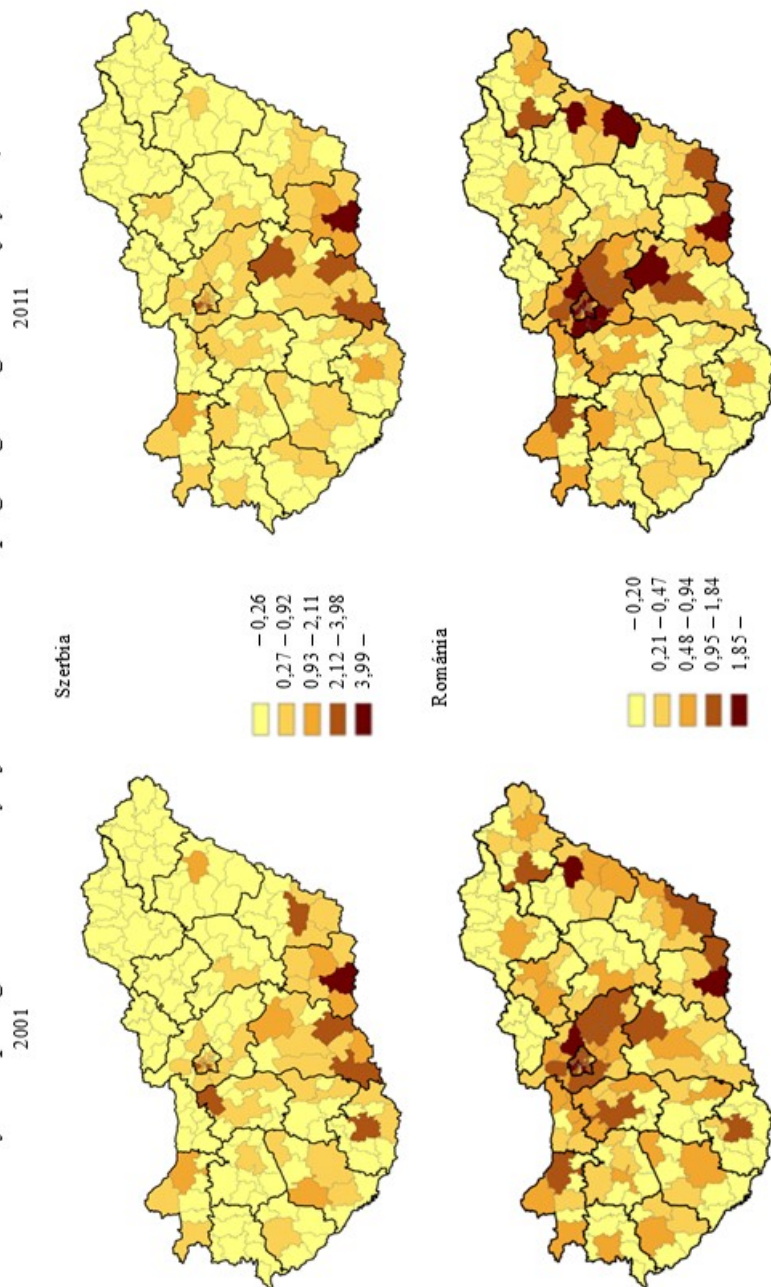 2001
2011
Szerbia
– 0,26
0,27 – 0,92
0,93 – 2,11
2,12 – 3,98
3,99 –
Románia
– 0,20
0,21 – 0,47
0,48 – 0,94
0,95 – 1,84
1,85 –